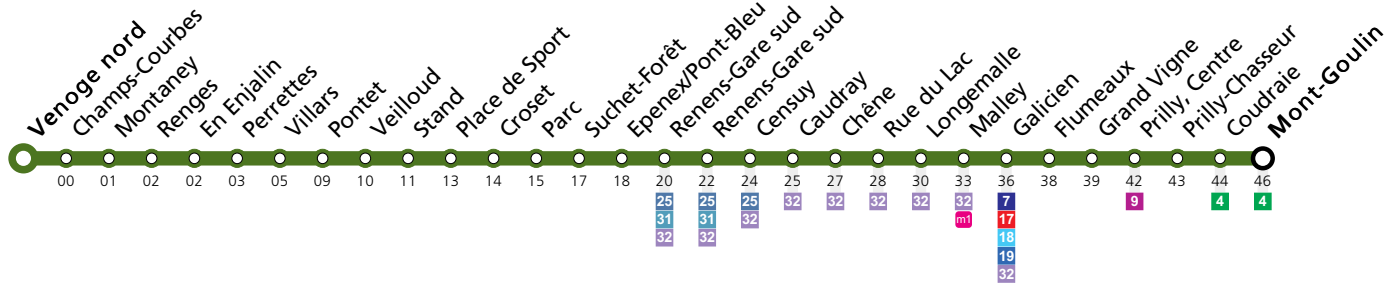 Venoge nord
Champs-Courbes
Montaney
Renges
En Enjalin
Perrettes
Villars
Pontet
Veilloud
Stand
Place de Sport
Croset
Parc
Suchet-Forêt
Epenex/Pont-Bleu
Renens-Gare sud
Renens-Gare sud
Censuy
Caudray
Chêne
Rue du Lac
Longemalle
Malley
Galicien
Flumeaux
Grand Vigne
Prilly, Centre
Prilly-Chasseur
Coudraie
Mont-Goulin
00 01 02 02 03 05 09 10 11 13 14 15 17 18 20 22 24 25 27 28 30 33 36 38 39 42 43 44 46
25 25 25 32 32 32 32 32 7 9 4 4
31 31 32 m1 17
32 32 18
19
32